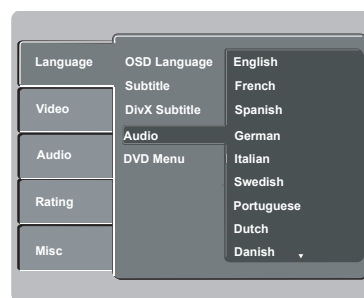 Language
Video
Audio
Rating
Misc
OSD Language
Subtitle
DivX Subtitle
Audio
DVD Menu
English
French
Spanish
German
Italian
Swedish
Portuguese
Dutch
Danish